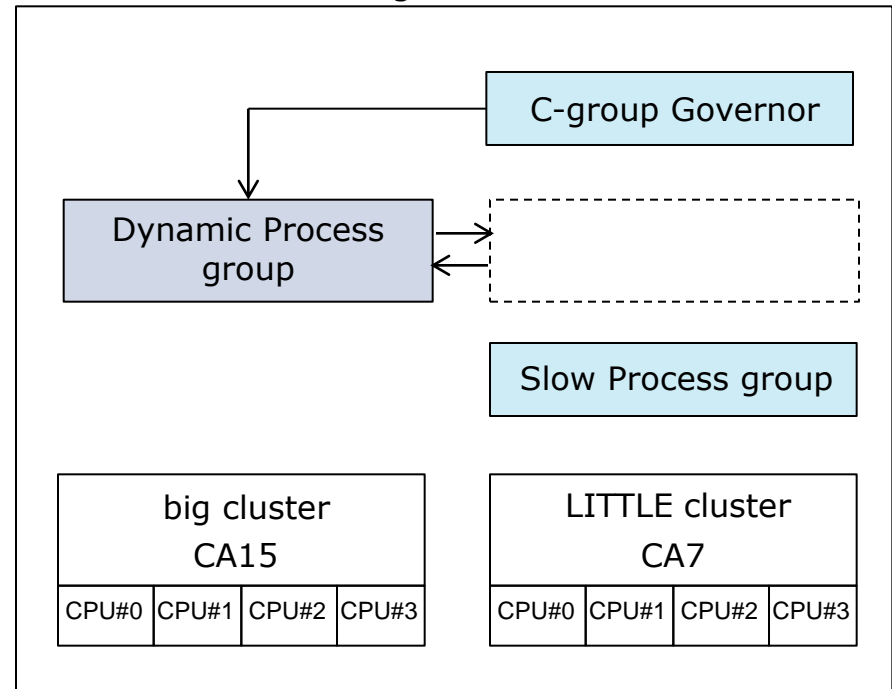 C-group Governor
Dynamic Process
group
Slow Process group
big cluster
CA15
LITTLE cluster
CA7
CPU#0 CPU#1 CPU#2 CPU#3
CPU#0 CPU#1 CPU#2 CPU#3